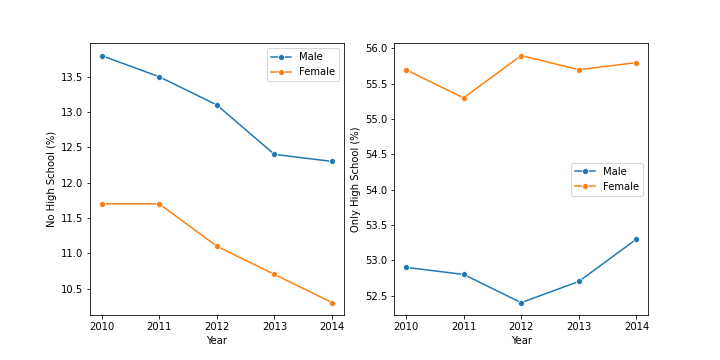 No High School (%)
13.5
13.0
12.5
12.0
11.5
11.0
10.5
2010 2011 2012 2013 2014
Year
Male
Female
Only High School (%)
56.0
55.5
55.0
54.5
54.0
53.5
53.0
52.5
2010 2011 2012 2013 2014
Year
Male
Female